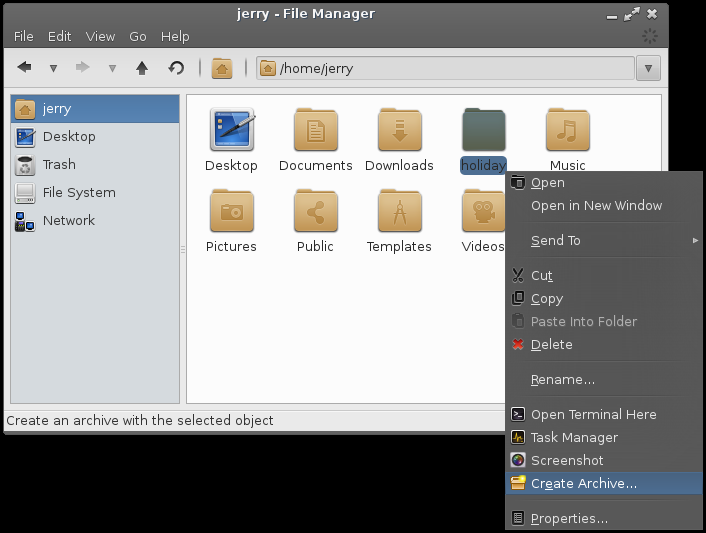 jerry - File Manager
File Edit View Go Help
/home/jerry
jerry
Desktop
Trash
File System
Network
Desktop Documents Downloads holiday Music
Pictures Public Templates Videos
Open
Open in New Window
Send To
Cut
Copy
Paste Into Folder
Delete
Rename...
Open Terminal Here
Task Manager
Screenshot
Create Archive...
Properties...
Create an archive with the selected object